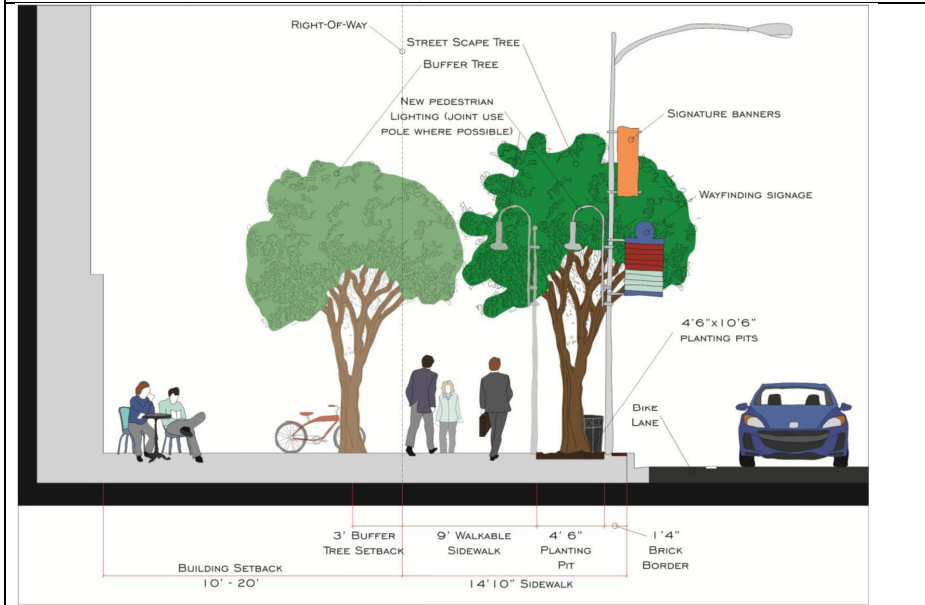 Right-Of-Way
Street Scape Tree
Buffer Tree
New pedestrian
Lighting (joint use
pole where possible)
Signature banners
Wayfinding signage
4'6"x10'6"
planting pits
Bike
Lane
3' Buffer
Tree Setback
9' Walkable
Sidewalk
4' 6"
Planting
Pit
1'4"
Brick
Border
Building Setback
10' - 20'
14'10" Sidewalk